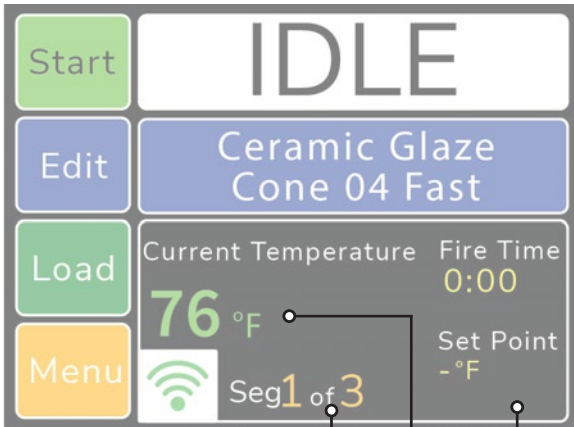 Start
IDLE
Edit
Ceramic Glaze
Cone 04 Fast
Load
Current Temperature
76 °F
Fire Time
0:00
Set Point
-°F
Menu
Seg1 of 3